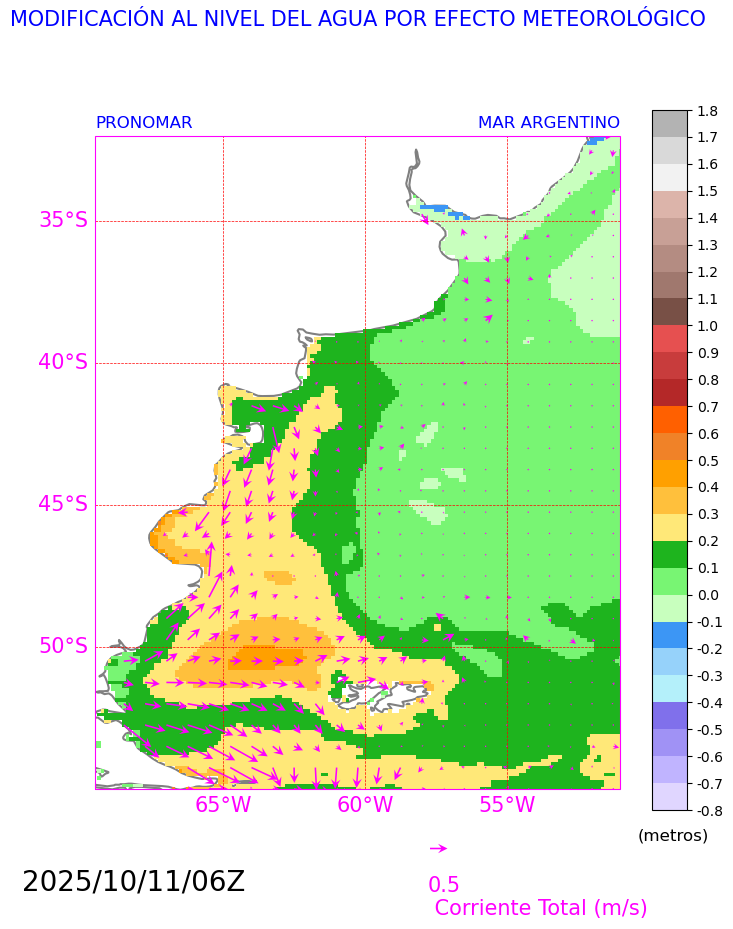 MODIFICACIÓN AL NIVEL DEL AGUA POR EFECTO METEOROLÓGICO
PRONOMAR MAR ARGENTINO
35°S
40°S
45°S
50°S
65°W 60°W 55°W
1.8
1.7
1.6
1.5
1.4
1.3
1.2
1.1
1.0
0.9
0.8
0.7
0.6
0.5
0.4
0.3
0.2
0.1
0.0
-0.1
-0.2
-0.3
-0.4
-0.5
-0.6
-0.7
-0.8
(metros)
2025/10/11/06Z
0.5
Corriente Total (m/s)